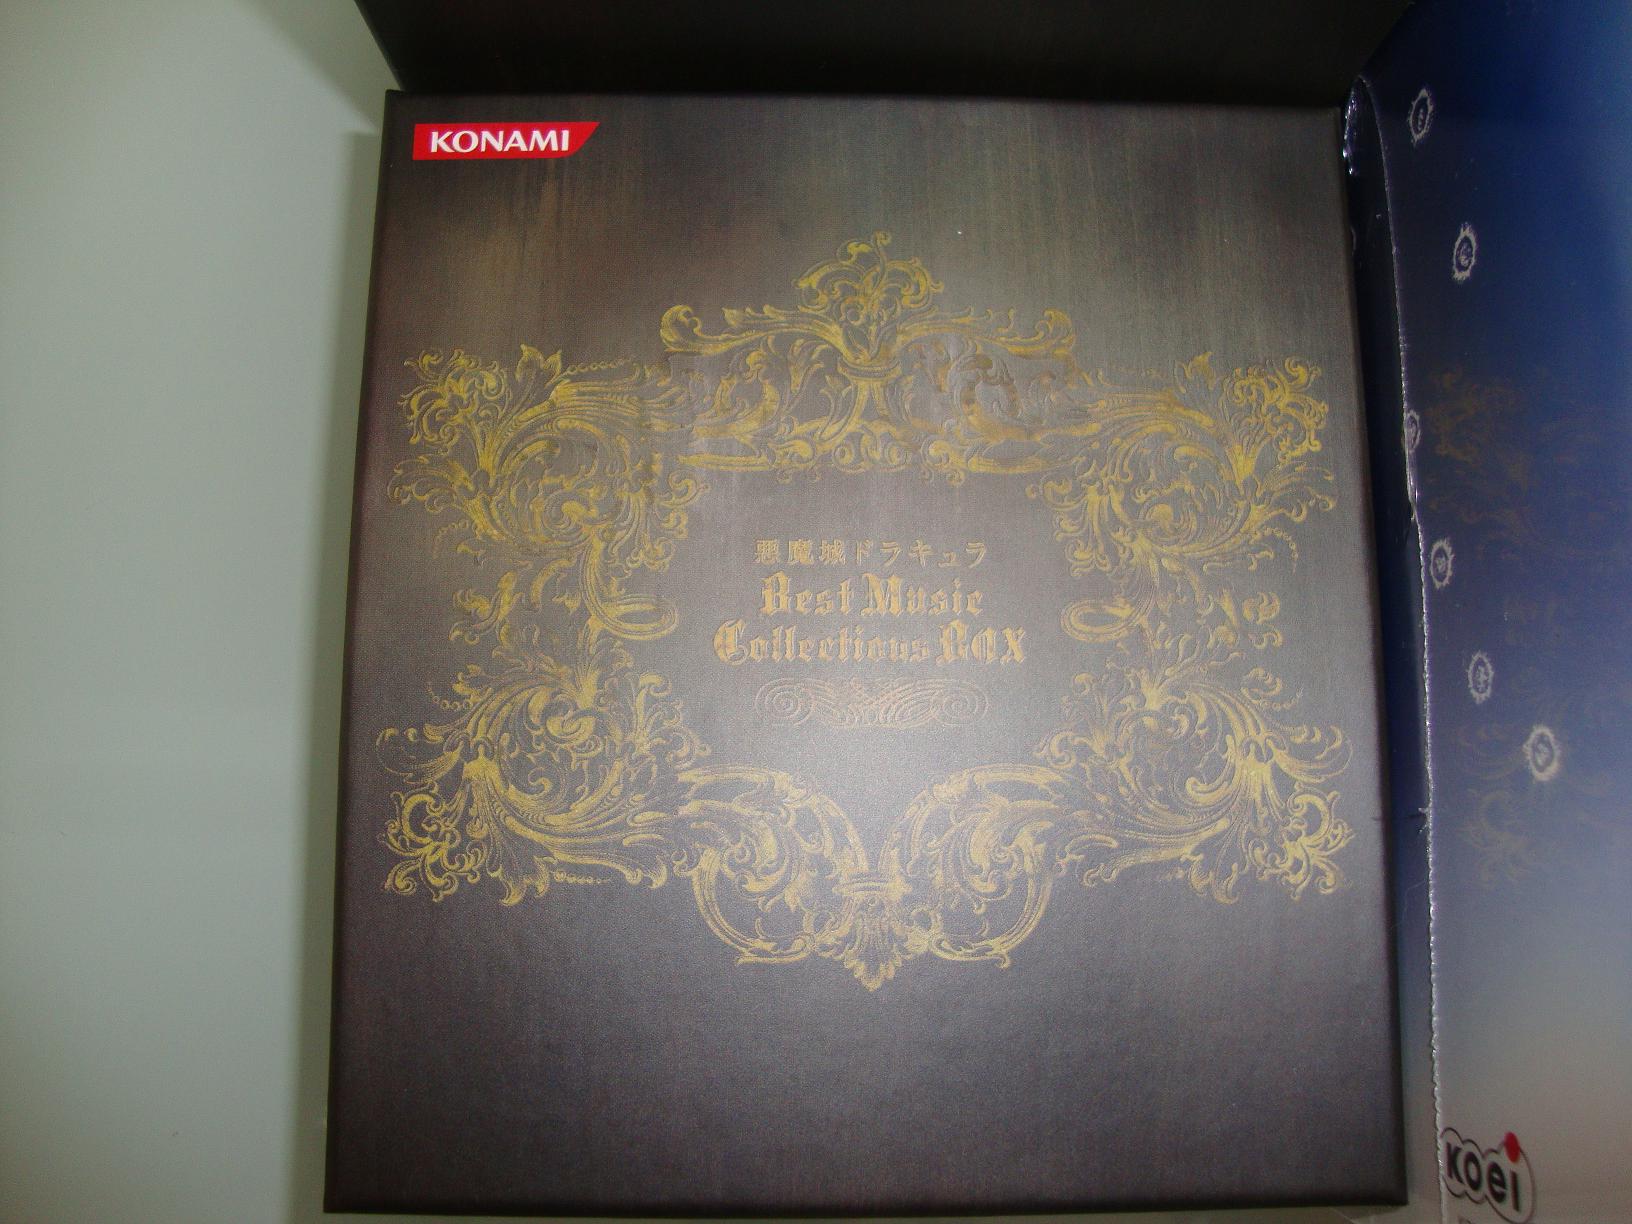 KONAMI
悪魔城ドラキュラ
Best Music
Collections BOX
KOEI